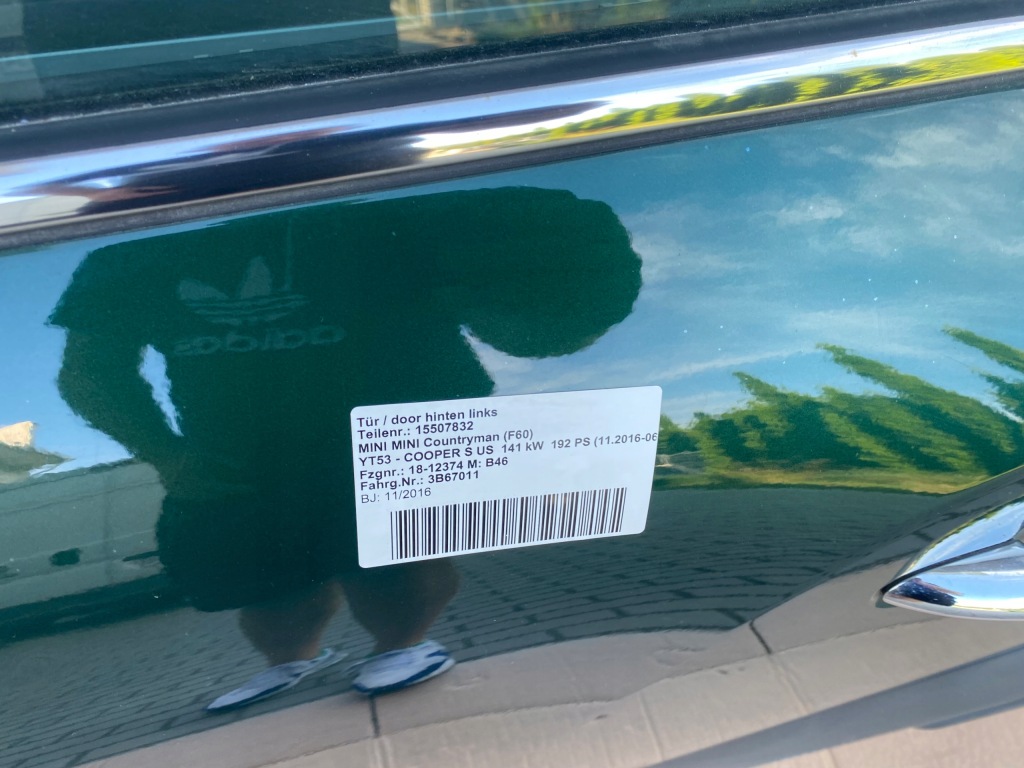 adidas
Tür / door hinten links
Teilenr.: 15507832
MINI MINI Countryman (F60)
YT53 - COOPER S US 141 kW 192 PS (11.2016-06
Fzgnr.: 18-12374 M: B46
Fahrg.Nr.: 3B67011
BJ: 11/2016